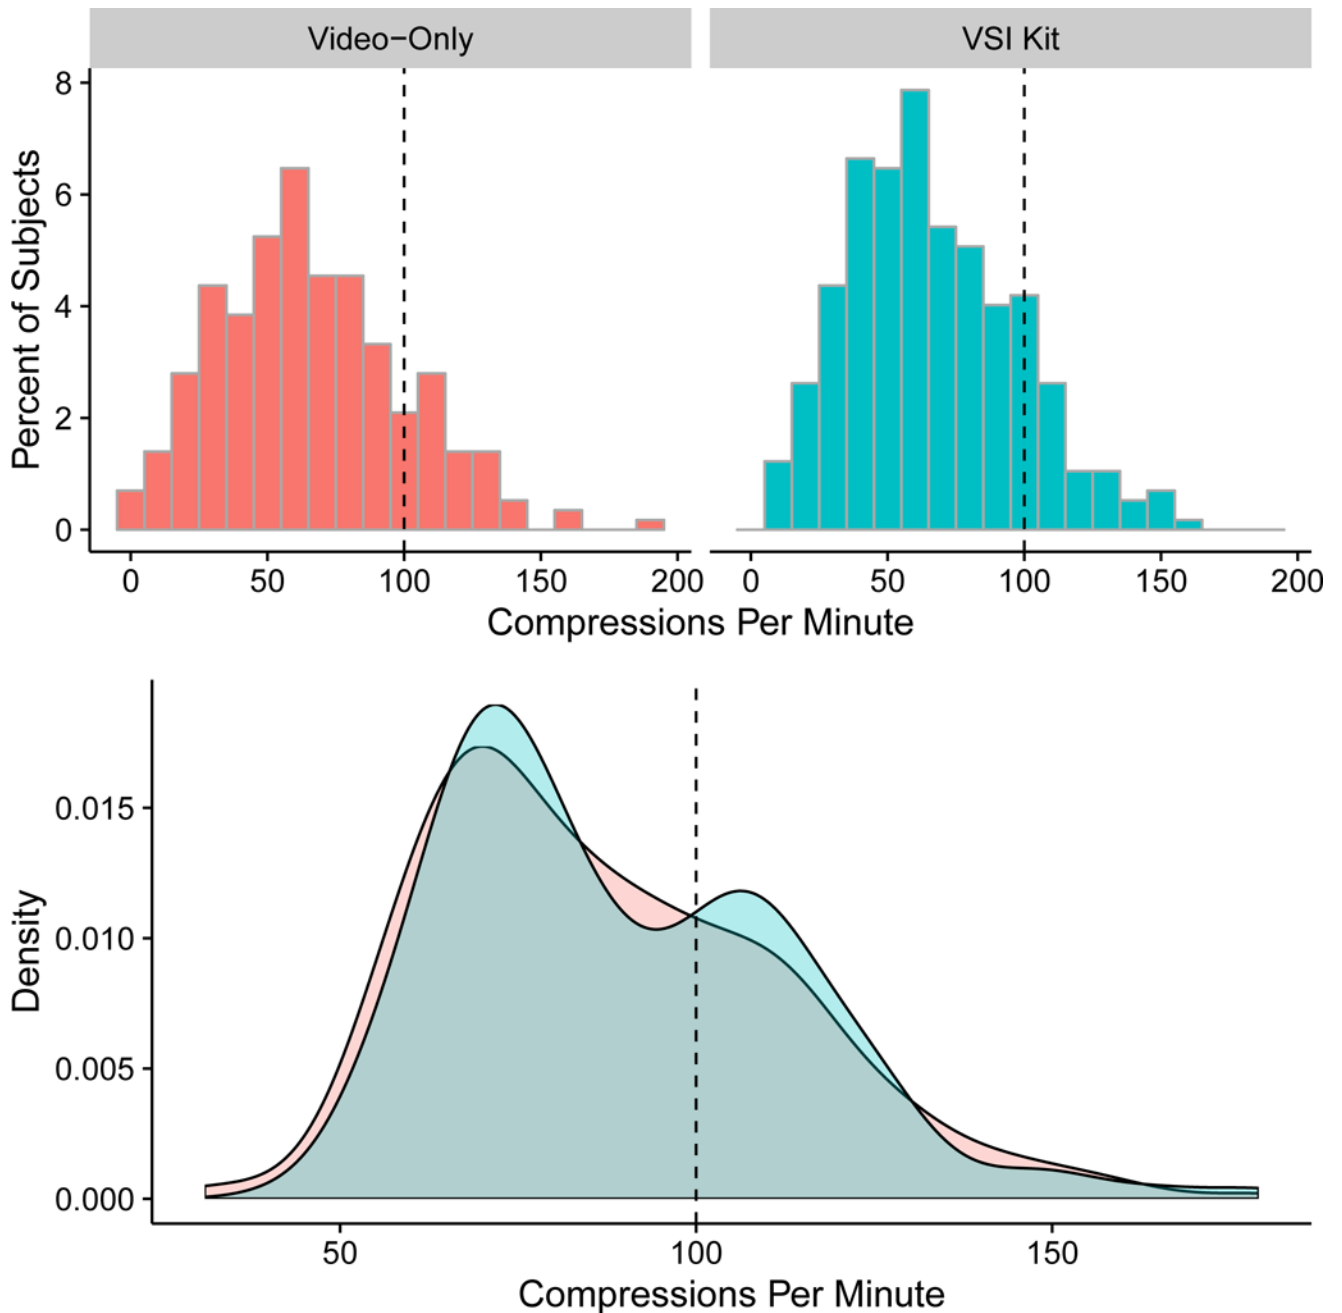 Video−Only VSI Kit
8
6
4
2
0
Percent of Subjects
0 50 100 150 200 0 50 100 150 200
Compressions Per Minute
0.015
0.010
0.005
0.000
Density
50 100 150
Compressions Per Minute